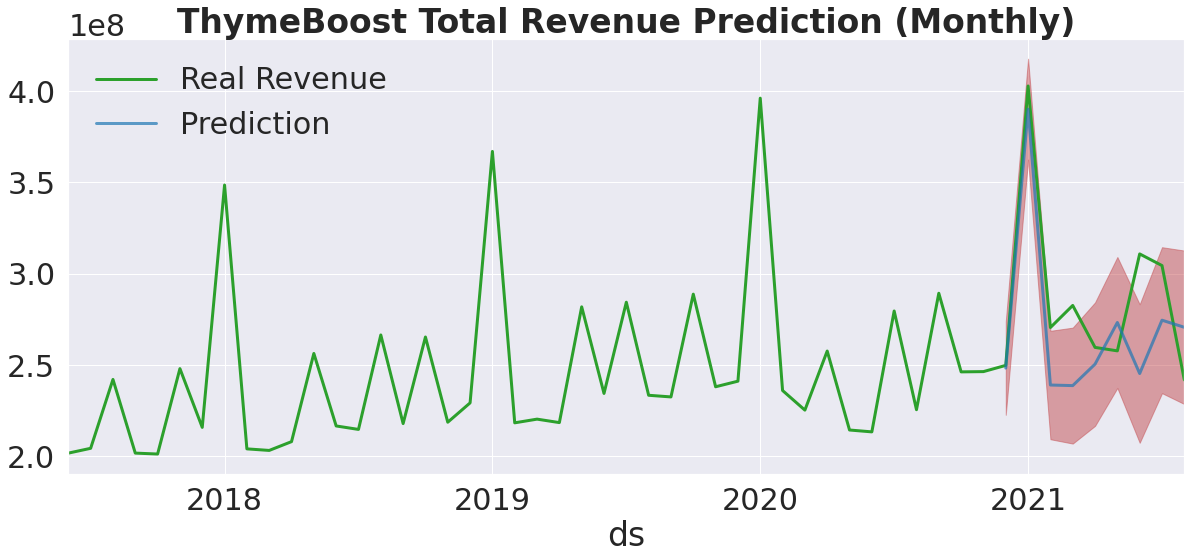 ThymeBoost Total Revenue Prediction (Monthly)
1e8
Real Revenue
Prediction
4.0
3.5
3.0
2.5
2.0
2018 2019 2020 2021
ds